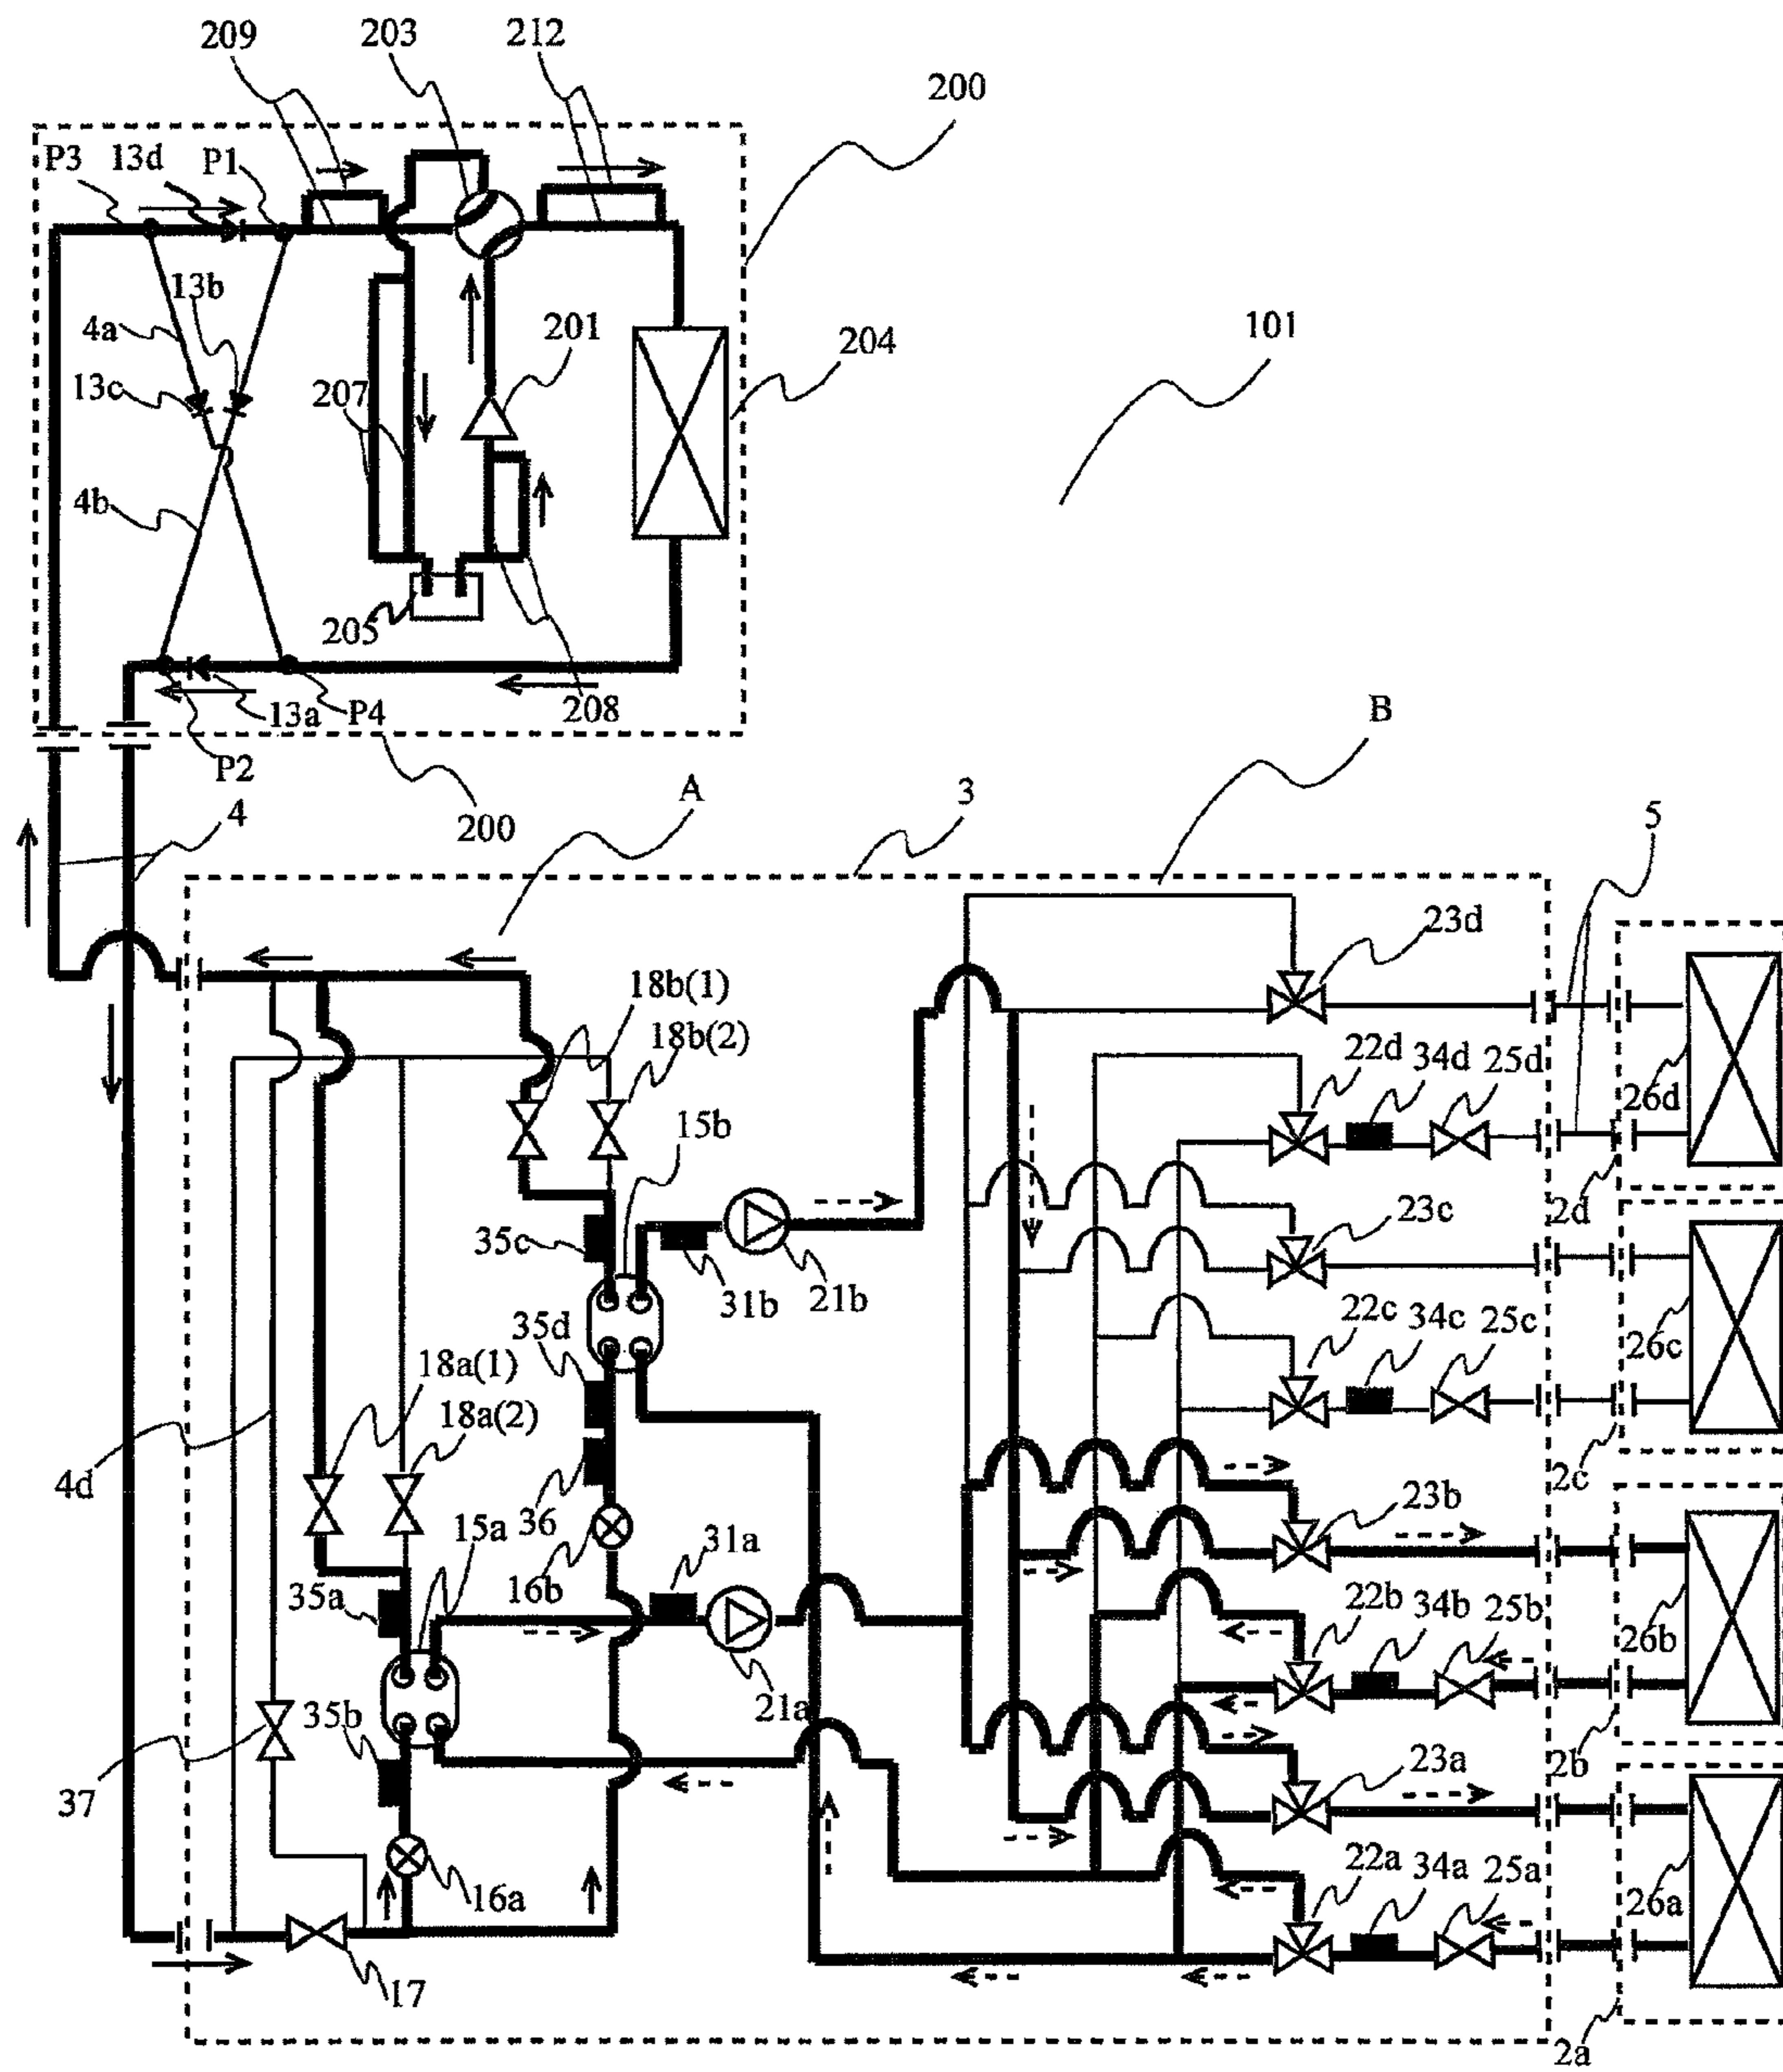 209 203 212
200
P3 13d P1
13b
4a 201 101
204
13c 207
4b
205
208
13a P4
P2
B
4 200 A 3 5
23d
18b(1)
18b(2) 22d 34d 25d 26d
15b
35c 23c 2d
31b 21b
35d 22c 34c 25c
18a(1) 26c
18a(2)
4d 36 2c
15a 31a 23b
35a 16b 22b 34b 25b
26b
21a
35b
37 23a 2b
22a 34a 25a
16a 26a
17
2a